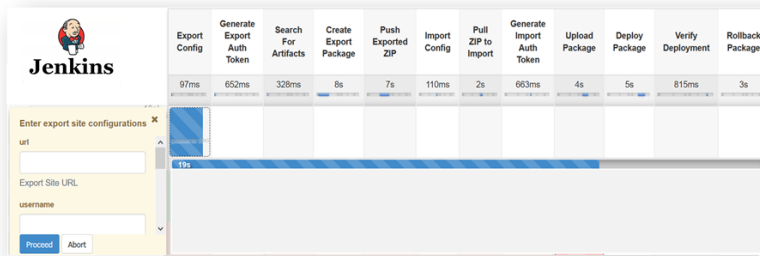 Jenkins
Export Config
Generate Export Auth Token
Search For Artifacts
Create Export Package
Push Exported ZIP
Import Config
Pull ZIP to Import
Generate Import Auth Token
Upload Package
Deploy Package
Verify Deployment
Rollback Package
97ms 652ms 328ms 8s 7s 110ms 2s 663ms 4s 5s 815ms 3s
Enter export site configurations ×
url
Export Site URL
username
Proceed Abort
19s